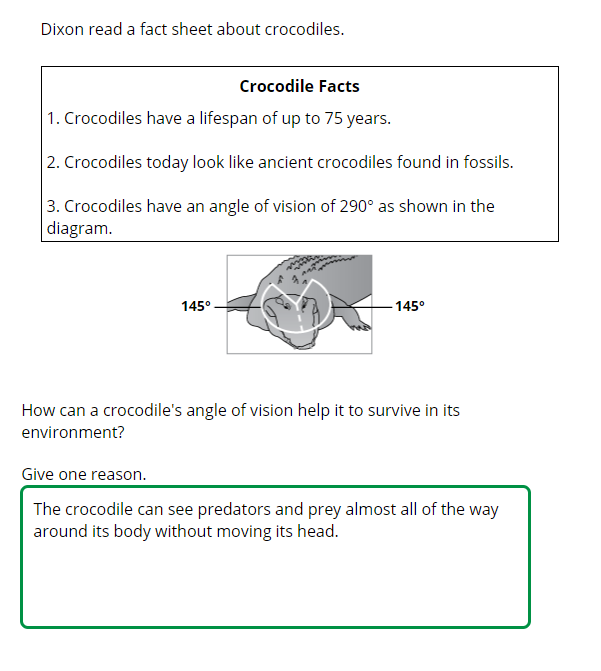 Dixon read a fact sheet about crocodiles.
Crocodile Facts
1. Crocodiles have a lifespan of up to 75 years.
2. Crocodiles today look like ancient crocodiles found in fossils.
3. Crocodiles have an angle of vision of 290° as shown in the
diagram.
145°
145°
How can a crocodile's angle of vision help it to survive in its
environment?
Give one reason.
The crocodile can see predators and prey almost all of the way
around its body without moving its head.